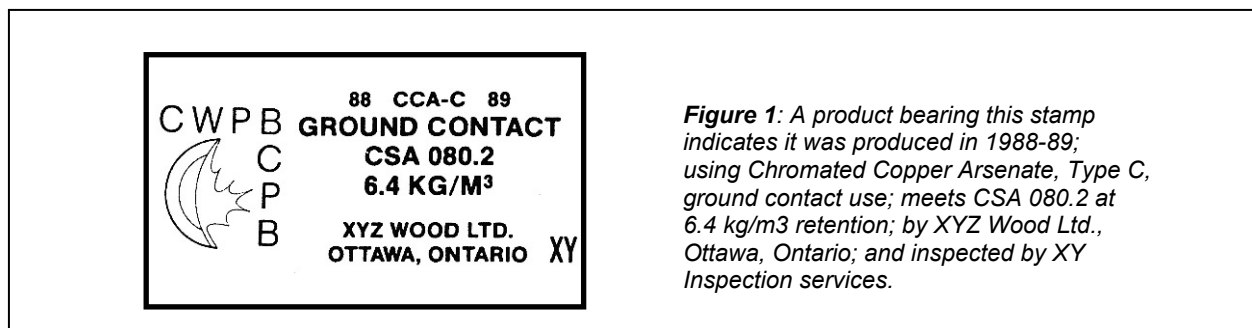 88 CCA-C 89
CWPB
CPB
GROUND CONTACT
CSA 080.2
6.4 KG/M³
XYZ WOOD LTD.
OTTAWA, ONTARIO
XY
Figure 1: A product bearing this stamp
indicates it was produced in 1988-89;
using Chromated Copper Arsenate, Type C,
ground contact use; meets CSA 080.2 at
6.4 kg/m3 retention; by XYZ Wood Ltd.,
Ottawa, Ontario; and inspected by XY
Inspection services.